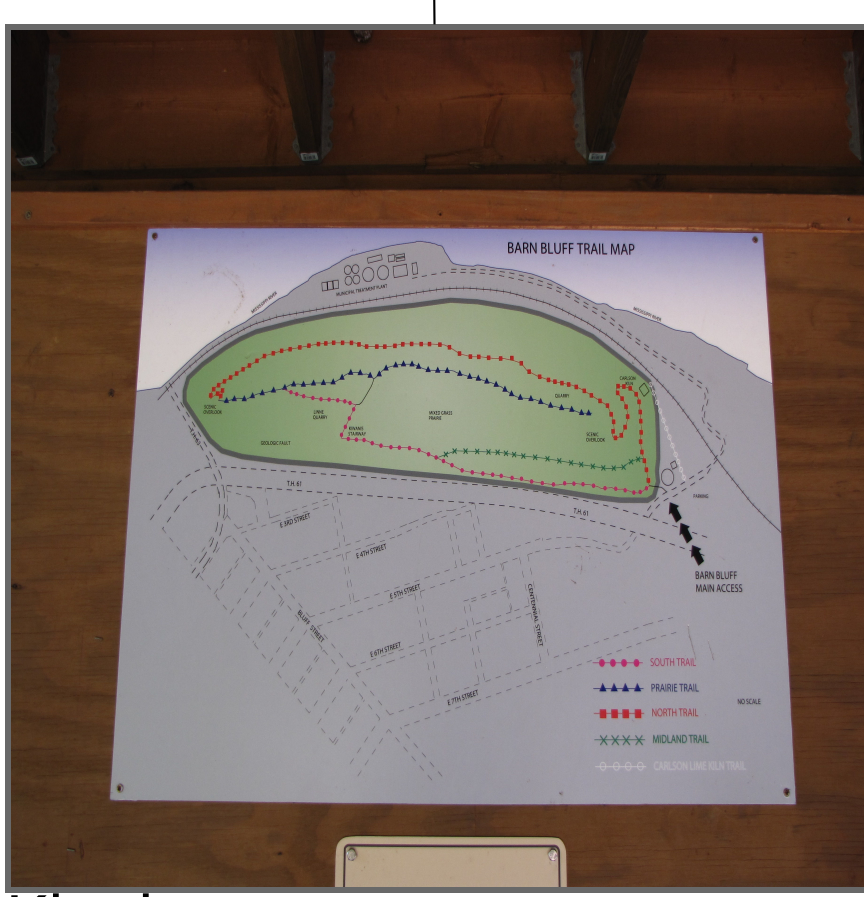 BARN BLUFF TRAIL MAP
MUNICIPAL TREATMENT PLANT
MISSISSIPPI RIVER
MISSISSIPPI RIVER
CARLSON
KILN
SCENIC
OVERLOOK
LIME
QUARRY
MIXED GRASS
PRAIRIE
QUARRY
KIWANIS
STAIRWAY
SCENIC
OVERLOOK
GEOLOGIC FAULT
T.H. 61
T.H. 61
PARKING
E 3RD STREET
E 4TH STREET
E 5TH STREET
E 6TH STREET
E 7TH STREET
BLUFF STREET
CENTENNIAL STREET
BARN BLUFF
MAIN ACCESS
SOUTH TRAIL
PRAIRIE TRAIL
NORTH TRAIL
MIDLAND TRAIL
CARLSON LIME KILN TRAIL
NO SCALE